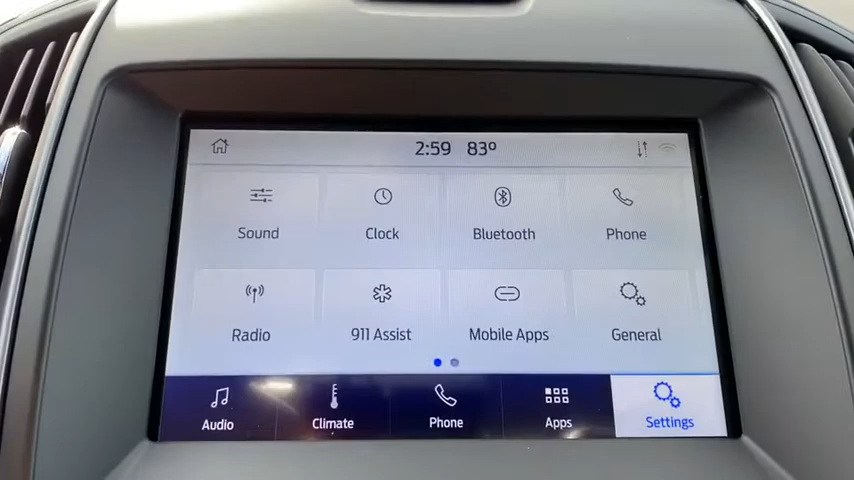 2:59 83º
Sound Clock Bluetooth Phone
Radio 911 Assist Mobile Apps General
Audio Climate Phone Apps Settings